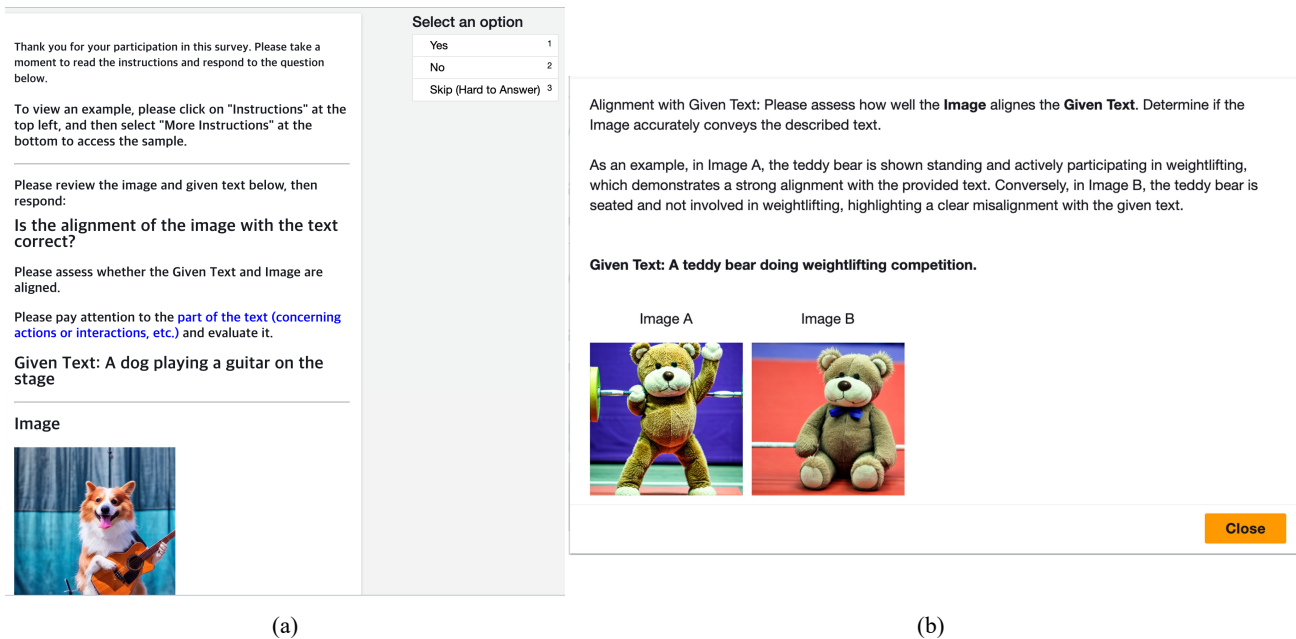 Thank you for your participation in this survey. Please take a
moment to read the instructions and respond to the question
below.
To view an example, please click on "Instructions" at the
top left, and then select "More Instructions" at the
bottom to access the sample.
Please review the image and given text below, then
respond:
Is the alignment of the image with the text
correct?
Please assess whether the Given Text and Image are
aligned.
Please pay attention to the part of the text (concerning
actions or interactions, etc.) and evaluate it.
Given Text: A dog playing a guitar on the
stage
Image
Select an option
Yes 1
No 2
Skip (Hard to Answer) 3
(a)
Alignment with Given Text: Please assess how well the Image alignes the Given Text. Determine if the
Image accurately conveys the described text.
As an example, in Image A, the teddy bear is shown standing and actively participating in weightlifting,
which demonstrates a strong alignment with the provided text. Conversely, in Image B, the teddy bear is
seated and not involved in weightlifting, highlighting a clear misalignment with the given text.
Given Text: A teddy bear doing weightlifting competition.
Image A Image B
Close
(b)